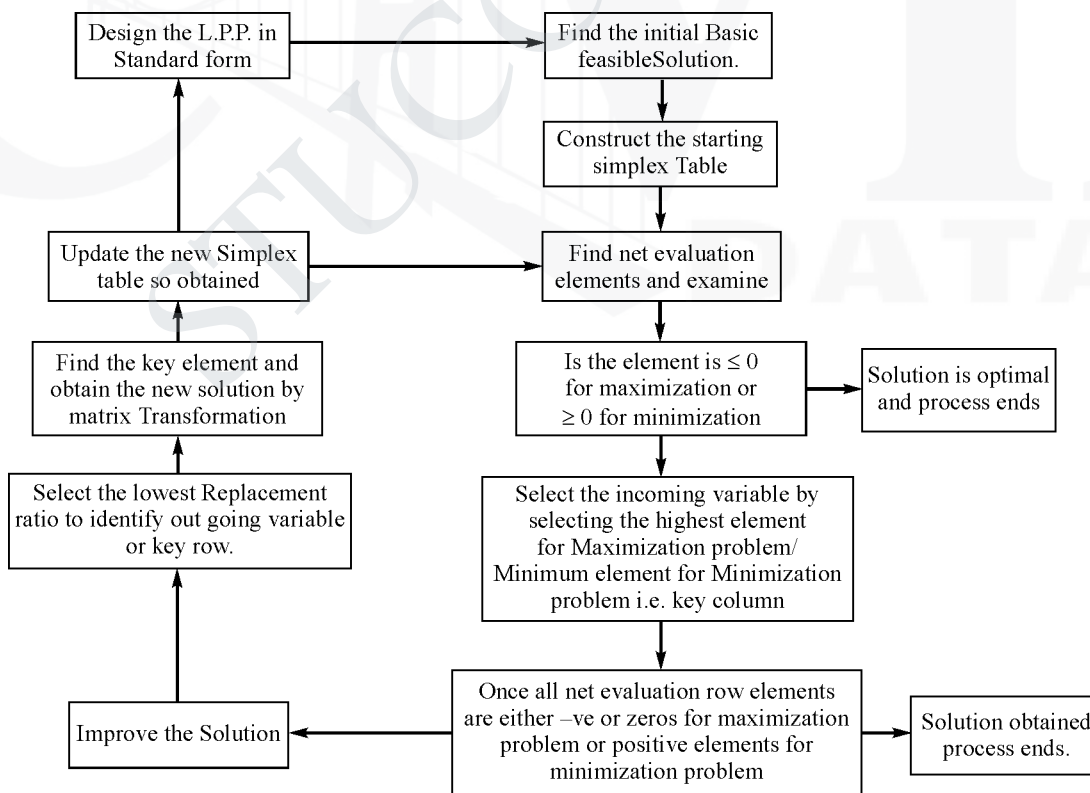 Design the L.P.P. in
Standard form
Find the initial Basic
feasibleSolution.
Construct the starting
simplex Table
Update the new Simplex
table so obtained
Find net evaluation
elements and examine
Find the key element and
obtain the new solution by
matrix Transformation
Is the element is ≤ 0
for maximization or
≥ 0 for minimization
Solution is optimal
and process ends
Select the lowest Replacement
ratio to identify out going variable
or key row.
Select the incoming variable by
selecting the highest element
for Maximization problem/
Minimum element for Minimization
problem i.e. key column
Improve the Solution
Once all net evaluation row elements
are either –ve or zeros for maximization
problem or positive elements for
minimization problem
Solution obtained
process ends.
STUCO
DATA